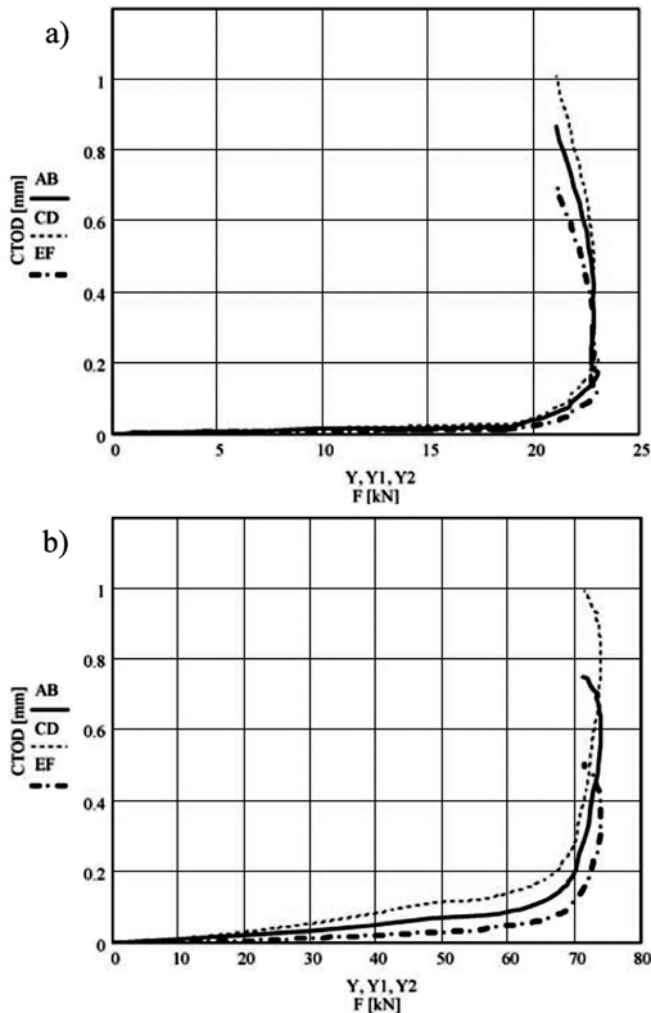 a)
1
0.8
0.6
0.4
0.2
0
CTOD [mm]
AB
CD
EF
0 5 10 15 20 25
Y, Y1, Y2
F [kN]
b)
1
0.8
0.6
0.4
0.2
0
CTOD [mm]
AB
CD
EF
0 10 20 30 40 50 60 70 80
Y, Y1, Y2
F [kN]